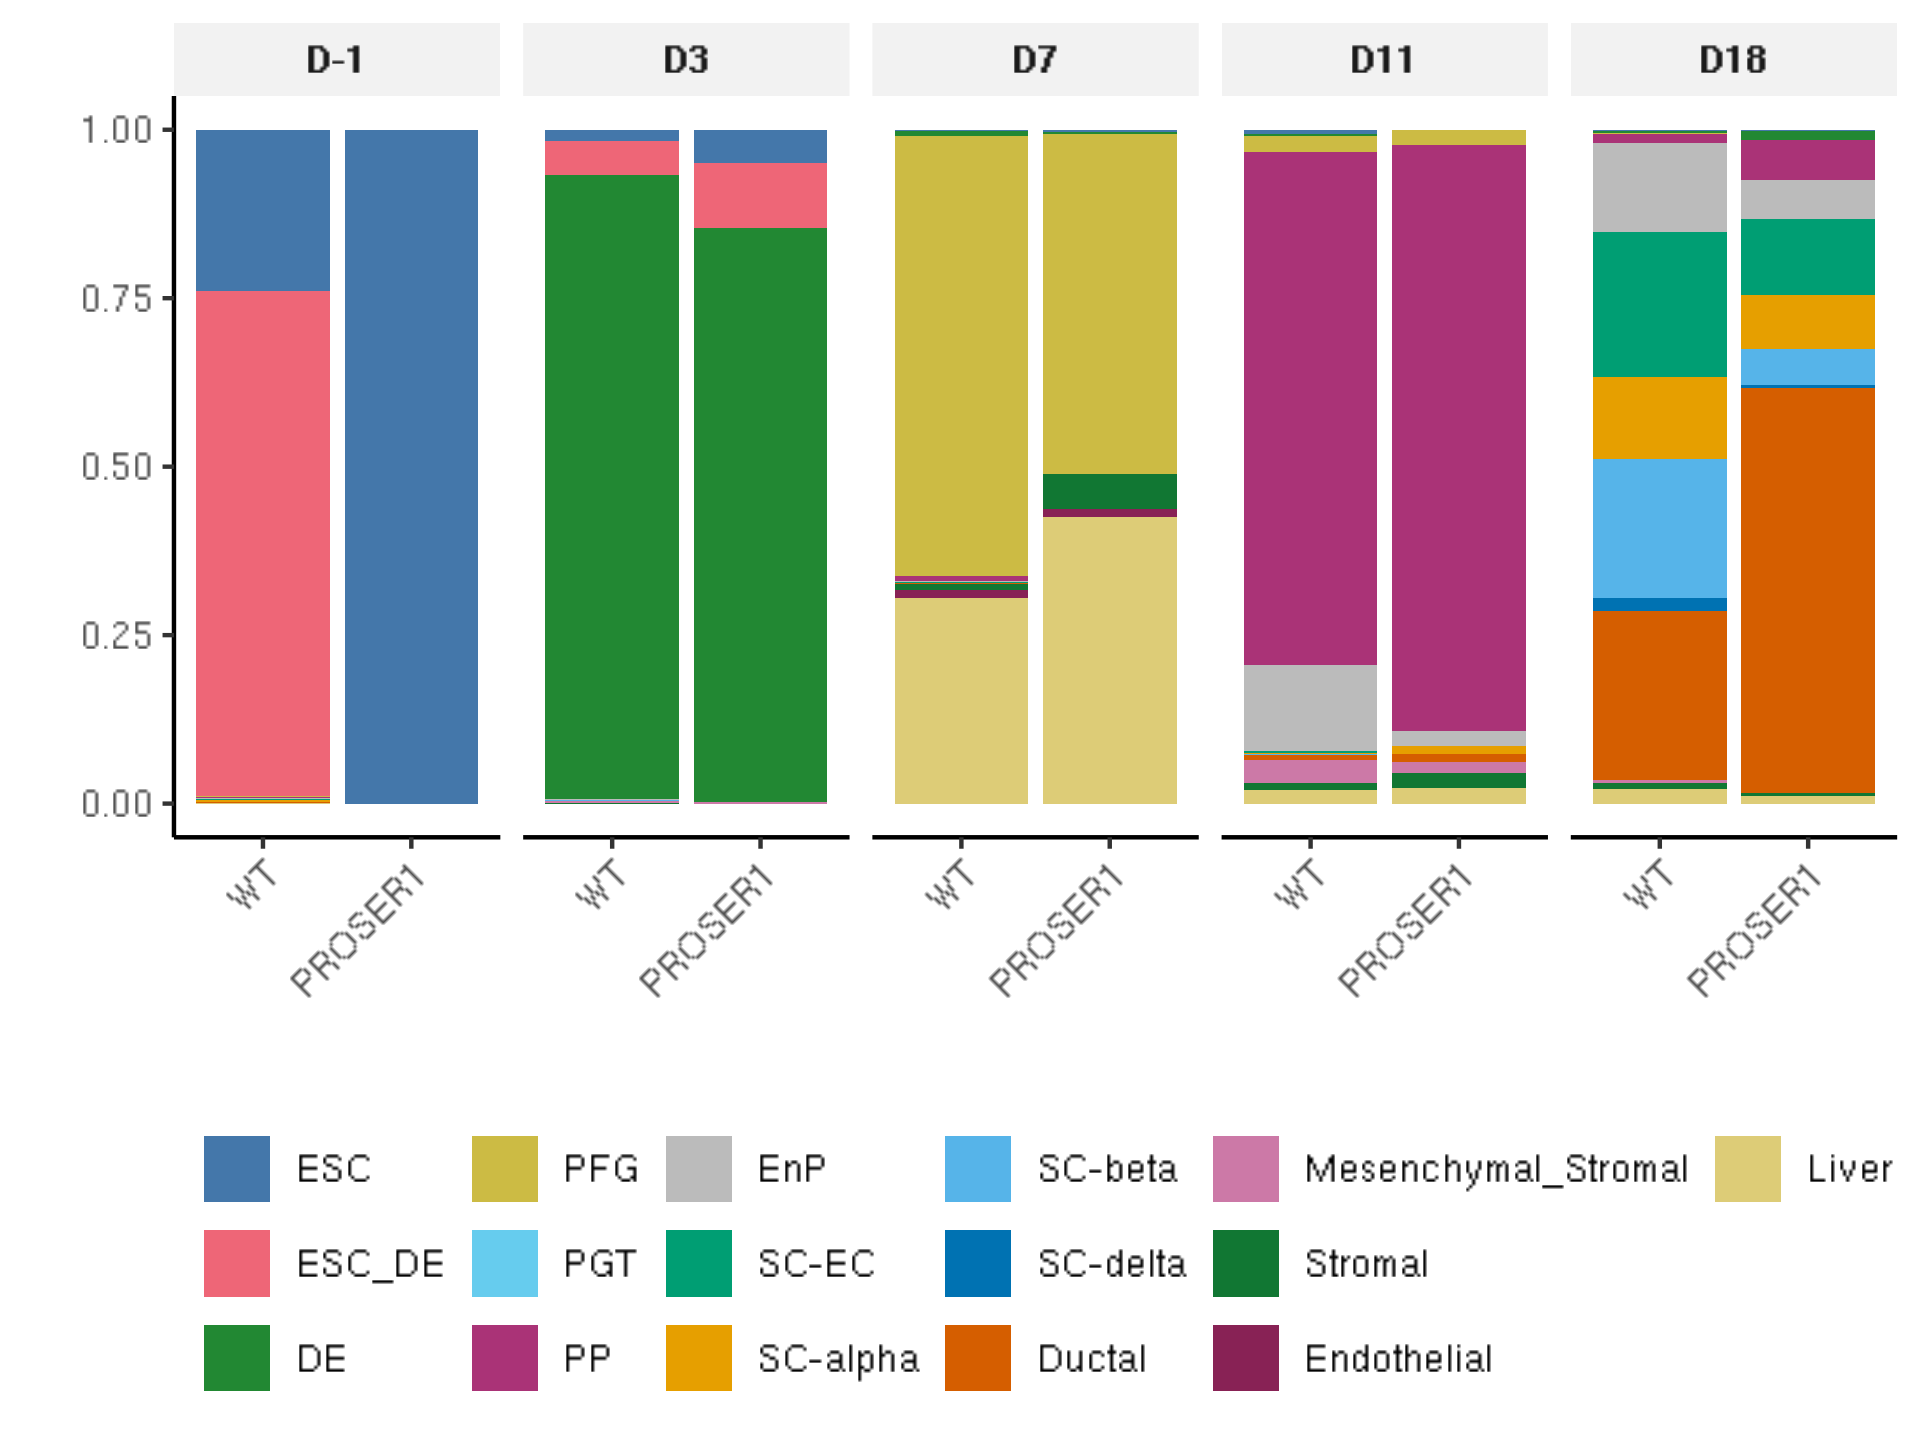 D-1 D3 D7 D11 D18
1.00
0.75
0.50
0.25
0.00
WT PROSER1 WT PROSER1 WT PROSER1 WT PROSER1 WT PROSER1
ESC PFG EnP SC-beta Mesenchymal_Stromal Liver
ESC_DE PGT SC-EC SC-delta Stromal
DE PP SC-alpha Ductal Endothelial